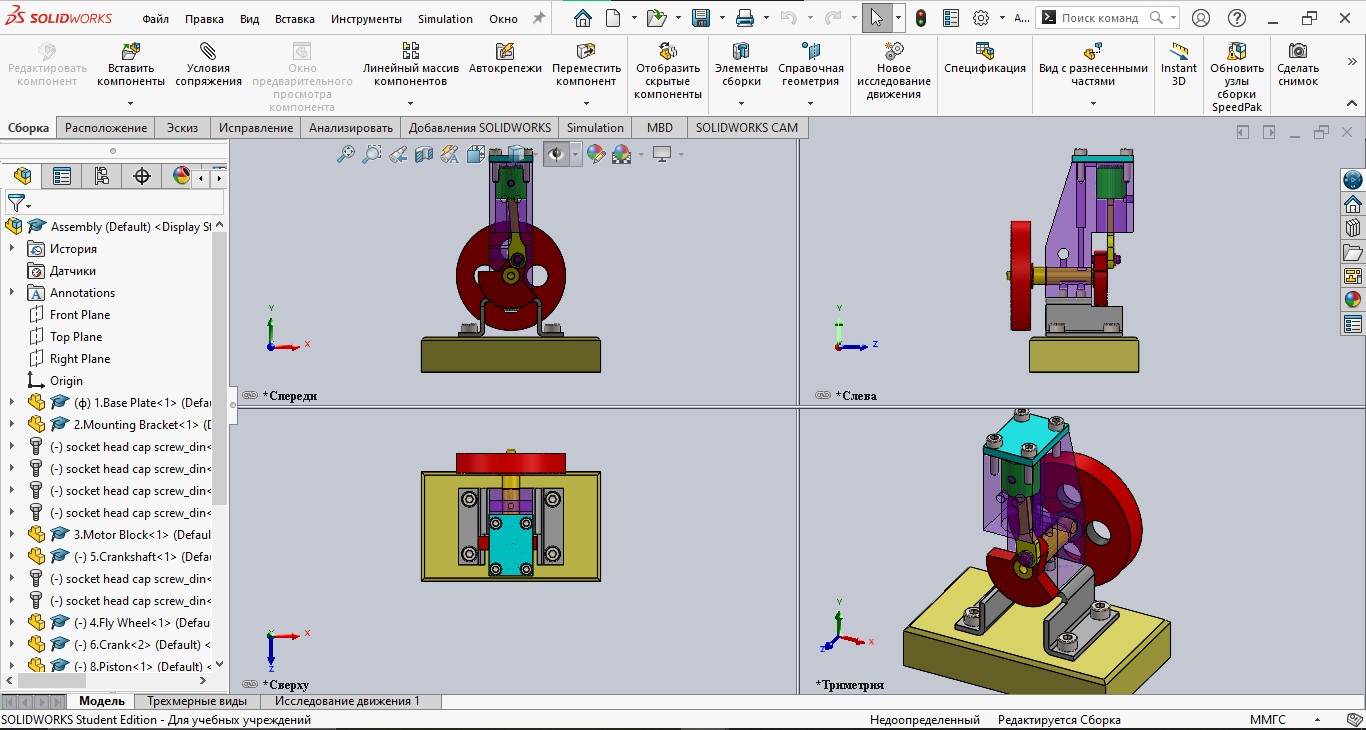 SOLIDWORKS Файл Правка Вид Вставка Инструменты Simulation Окно А... Поиск команд
Редактировать компонент
Вставить компоненты
Условия сопряжения
Окно предварительного просмотра компонента
Линейный массив компонентов
Автокрепежи
Переместить компонент
Отобразить скрытые компоненты
Элементы сборки
Справочная геометрия
Новое исследование движения
Спецификация
Вид с разнесенными частями
Instant 3D
Обновить узлы сборки SpeedPak
Сделать снимок
Сборка Расположение Эскиз Исправление Анализировать Добавления SOLIDWORKS Simulation MBD SOLIDWORKS CAM
Assembly (Default) <Display St
История
Датчики
Annotations
Front Plane
Top Plane
Right Plane
Origin
(ф) 1.Base Plate<1> (Defau
2.Mounting Bracket<1> (D
(-) socket head cap screw_din<
(-) socket head cap screw_din<
(-) socket head cap screw_din<
(-) socket head cap screw_din<
3.Motor Block<1> (Defaul
(-) 5.Crankshaft<1> (Defau
(-) socket head cap screw_din<
(-) socket head cap screw_din<
(-) 4.Fly Wheel<1> (Defau
(-) 6.Crank<2> (Default) <
(-) 8.Piston<1> (Default) <
Y
X
*Спереди
Y
Z
*Слева
X
Z
*Сверху
Y
X
Z
*Триметрия
Модель Трехмерные виды Исследование движения 1
SOLIDWORKS Student Edition - Для учебных учреждений Недоопределенный Редактируется Сборка ММГС